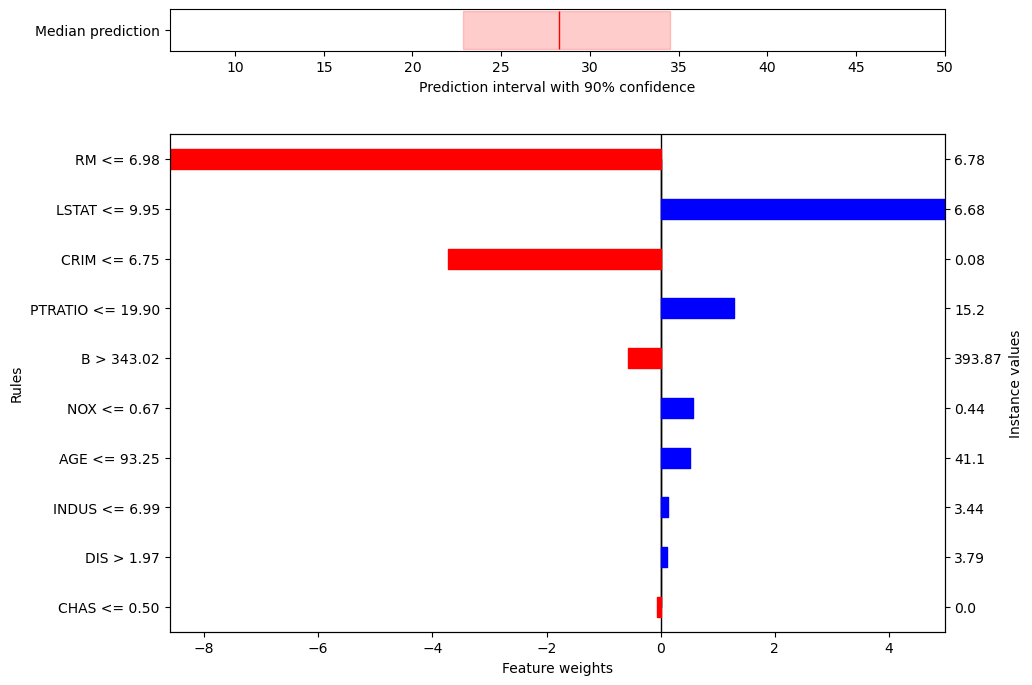 Median prediction
10 15 20 25 30 35 40 45 50
Prediction interval with 90% confidence
RM <= 6.98 6.78
LSTAT <= 9.95 6.68
CRIM <= 6.75 0.08
PTRATIO <= 19.90 15.2
B > 343.02 393.87
NOX <= 0.67 0.44
AGE <= 93.25 41.1
INDUS <= 6.99 3.44
DIS > 1.97 3.79
CHAS <= 0.50 0.0
Rules
Instance values
−8 −6 −4 −2 0 2 4
Feature weights